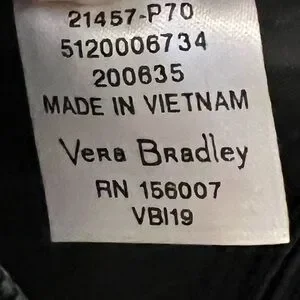 21457-P70
5120006734
200635
MADE IN VIETNAM
Vera Bradley
RN 156007
VBI19